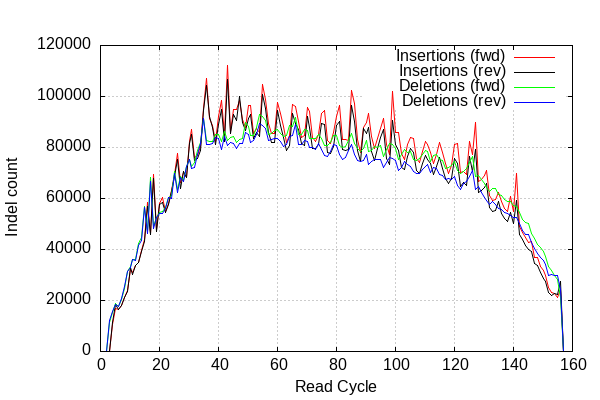 120000
100000
80000
60000
40000
20000
0
Indel count
Insertions (fwd)
Insertions (rev)
Deletions (fwd)
Deletions (rev)
0 20 40 60 80 100 120 140 160
Read Cycle